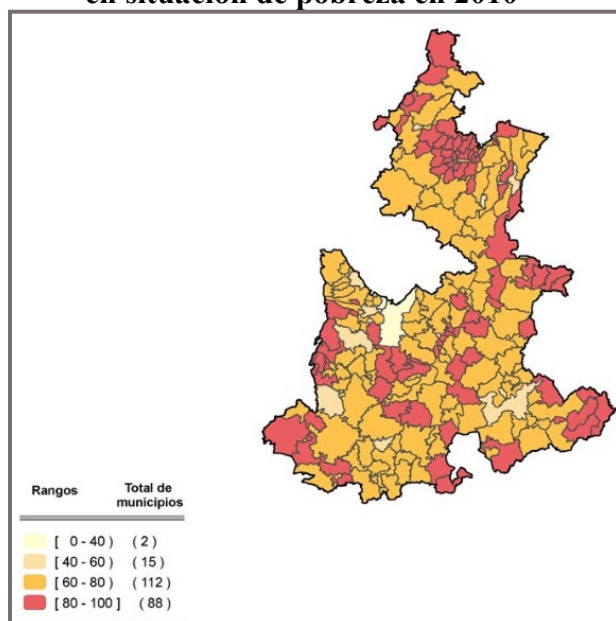 en situación de pobreza en 2010
Rangos Total de
municipios
[ 0 - 40 ) ( 2 )
[ 40 - 60 ) ( 15 )
[ 60 - 80 ) ( 112 )
[ 80 - 100 ] ( 88 )